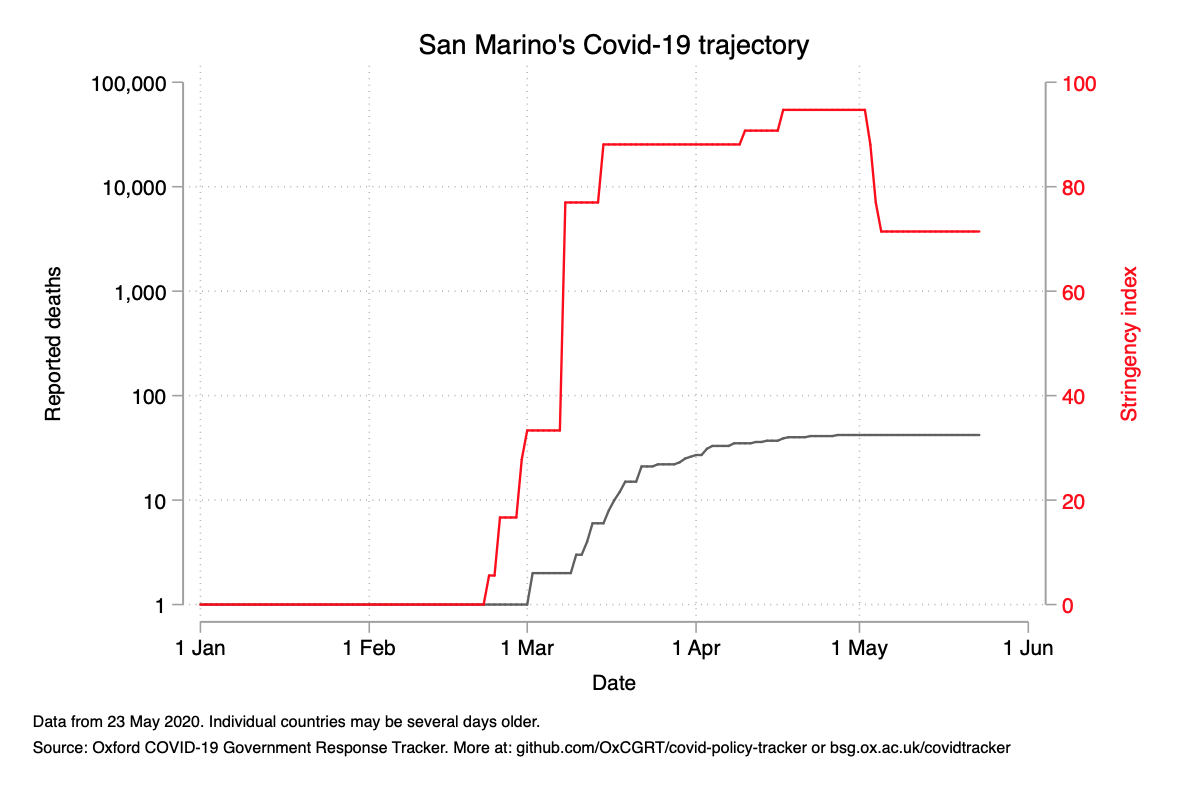 San Marino's Covid-19 trajectory
100,000
10,000
1,000
100
10
1
Reported deaths
100
80
60
40
20
0
Stringency index
1 Jan
1 Feb
1 Mar
1 Apr
1 May
1 Jun
Date
Data from 23 May 2020. Individual countries may be several days older.
Source: Oxford COVID-19 Government Response Tracker. More at: github.com/OxCGRT/covid-policy-tracker or bsg.ox.ac.uk/covidtracker